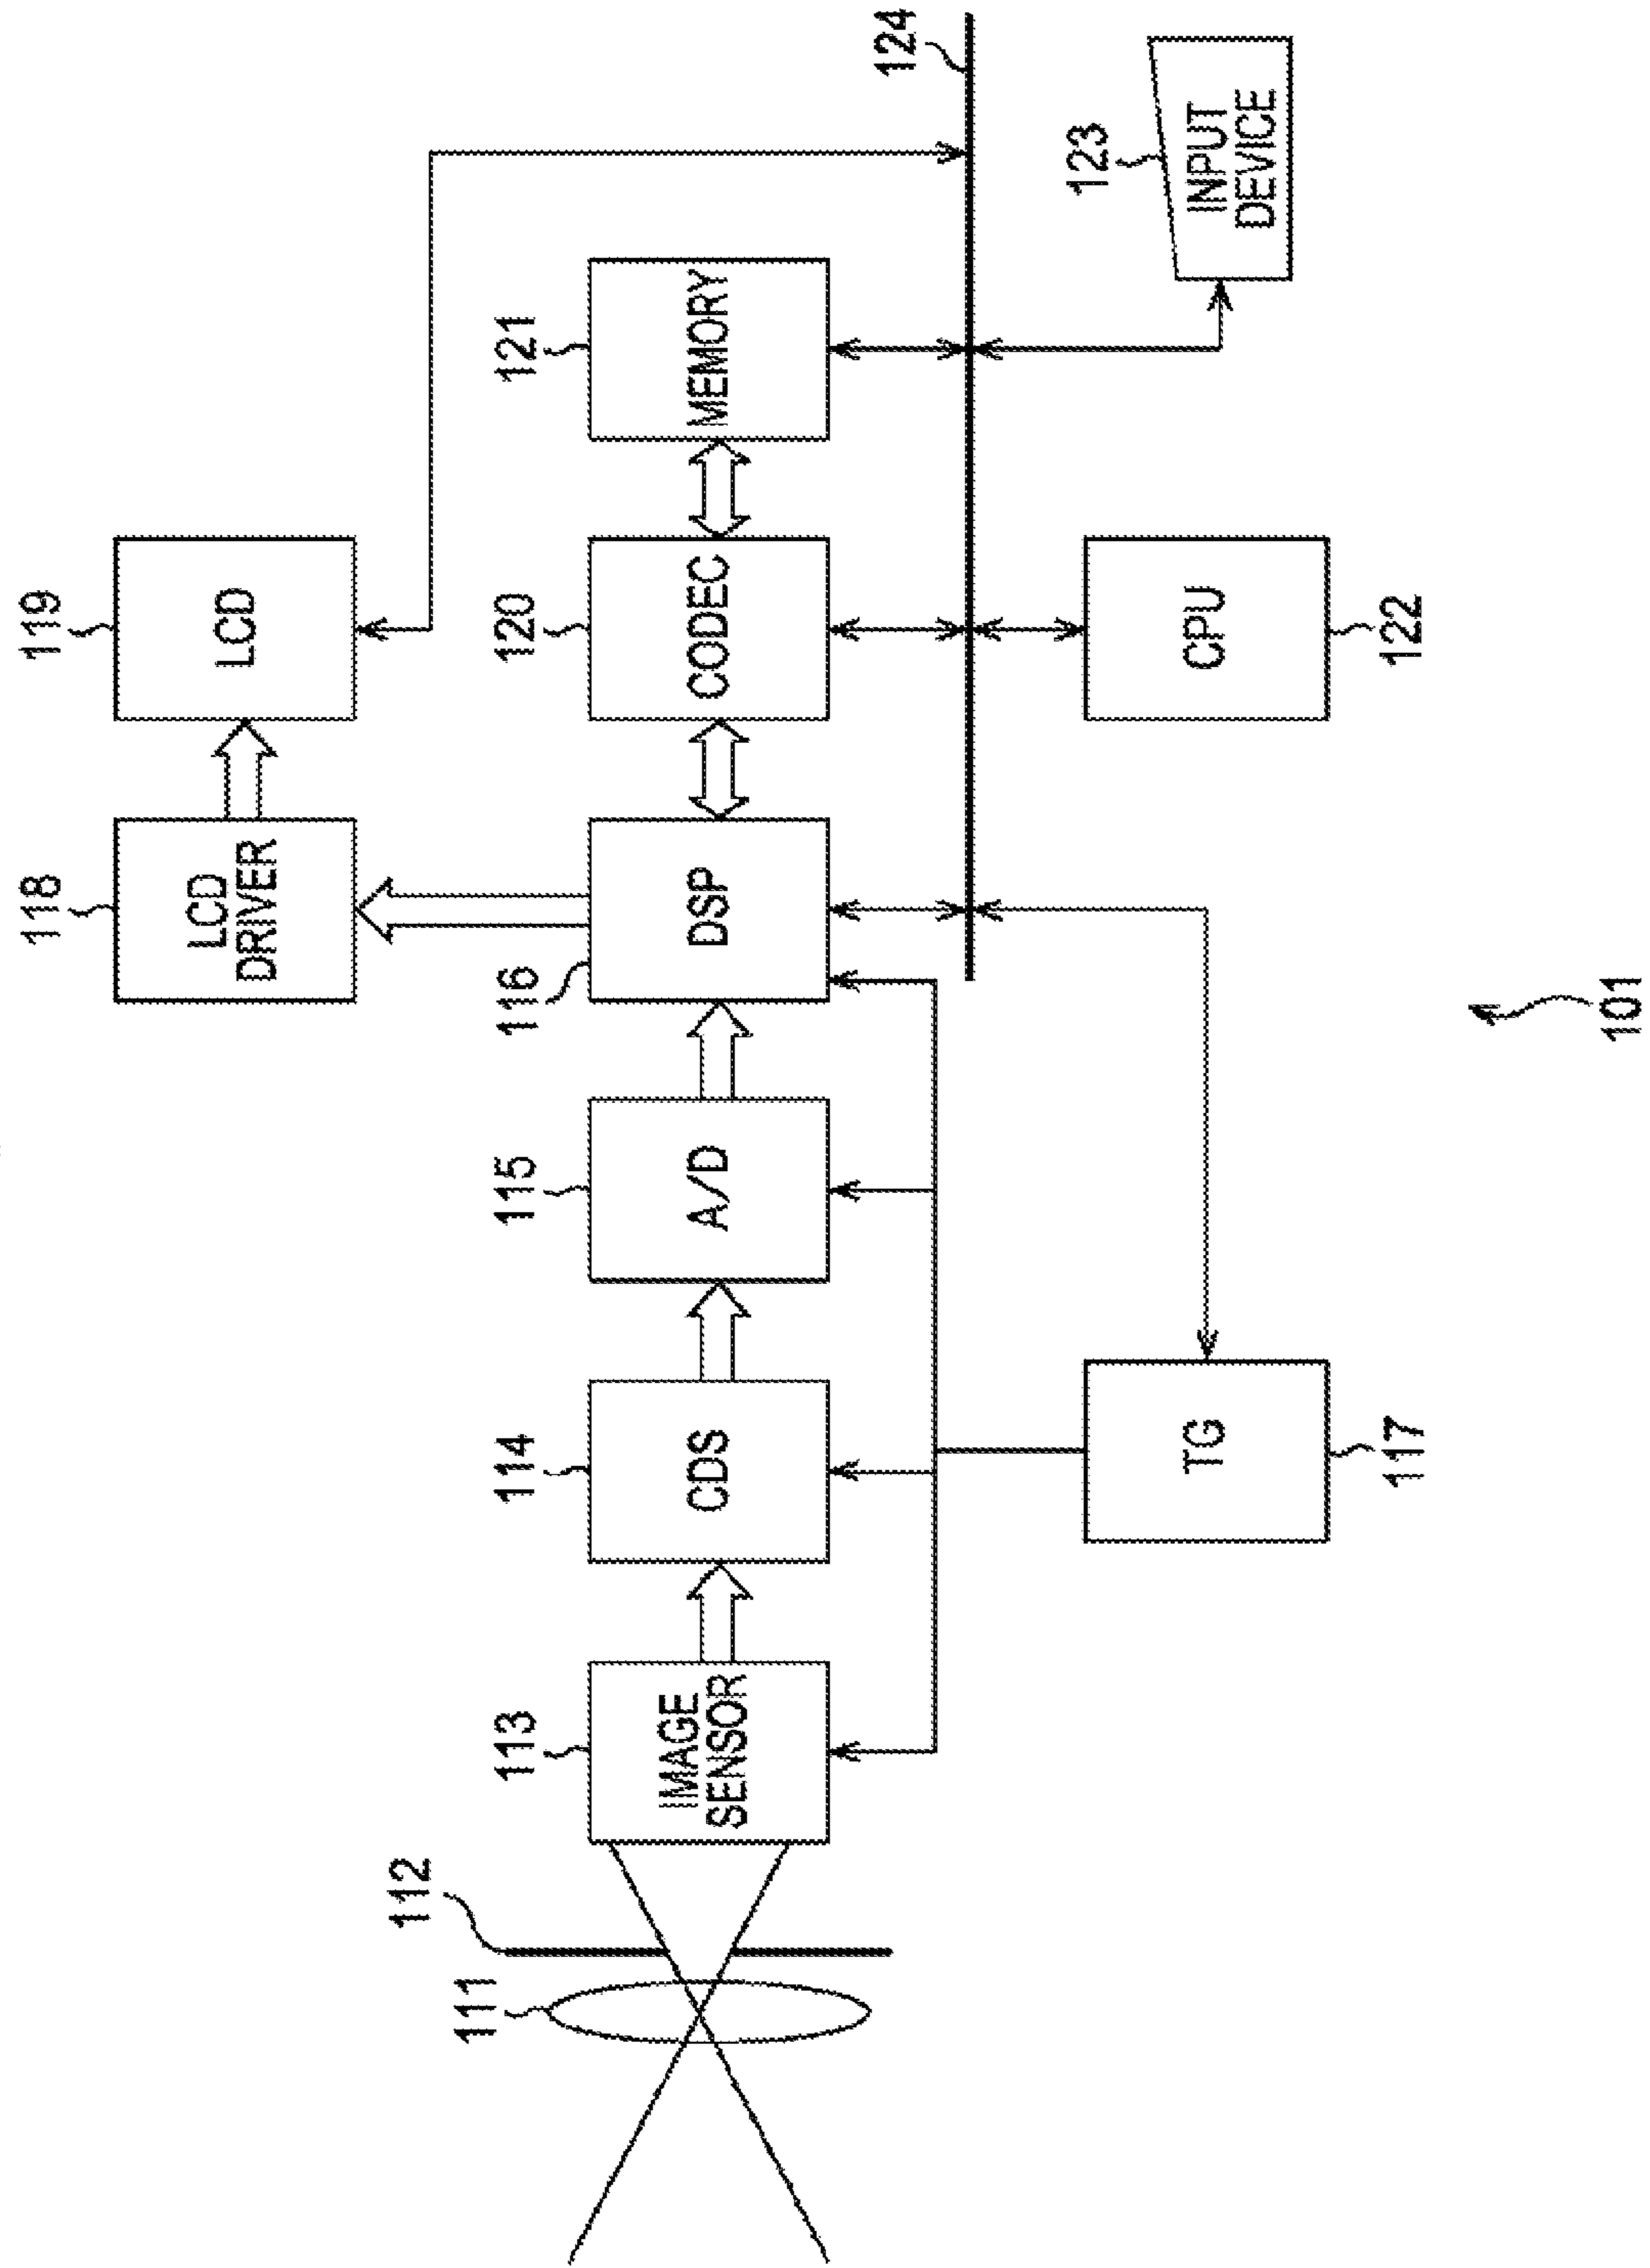 119
LCD
118
LCD
DRIVER
111
112
113
IMAGE
SENSOR
114
CDS
115
A/D
116
DSP
120
CODEC
121
MEMORY
124
117
TG
122
CPU
123
INPUT
DEVICE
101